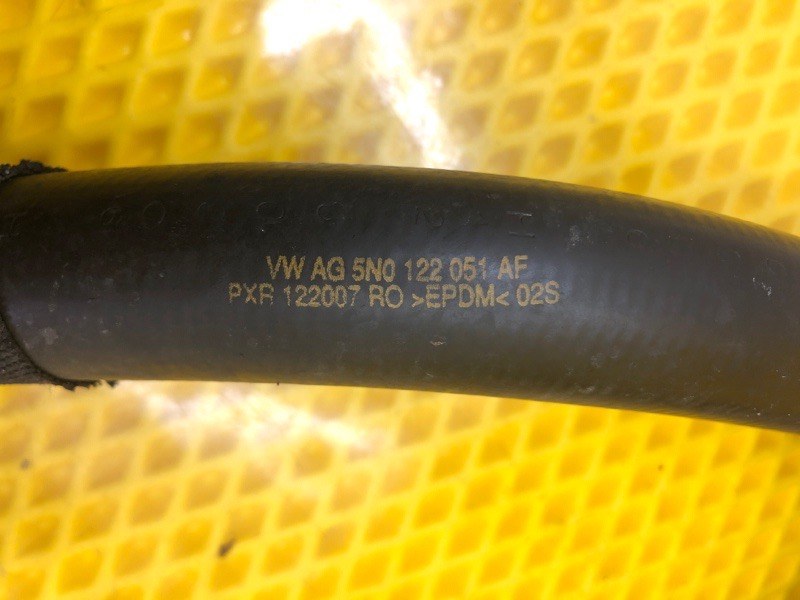 VW AG 5N0 122 051 AF
PXR 122007 RO >EPDM< 02S